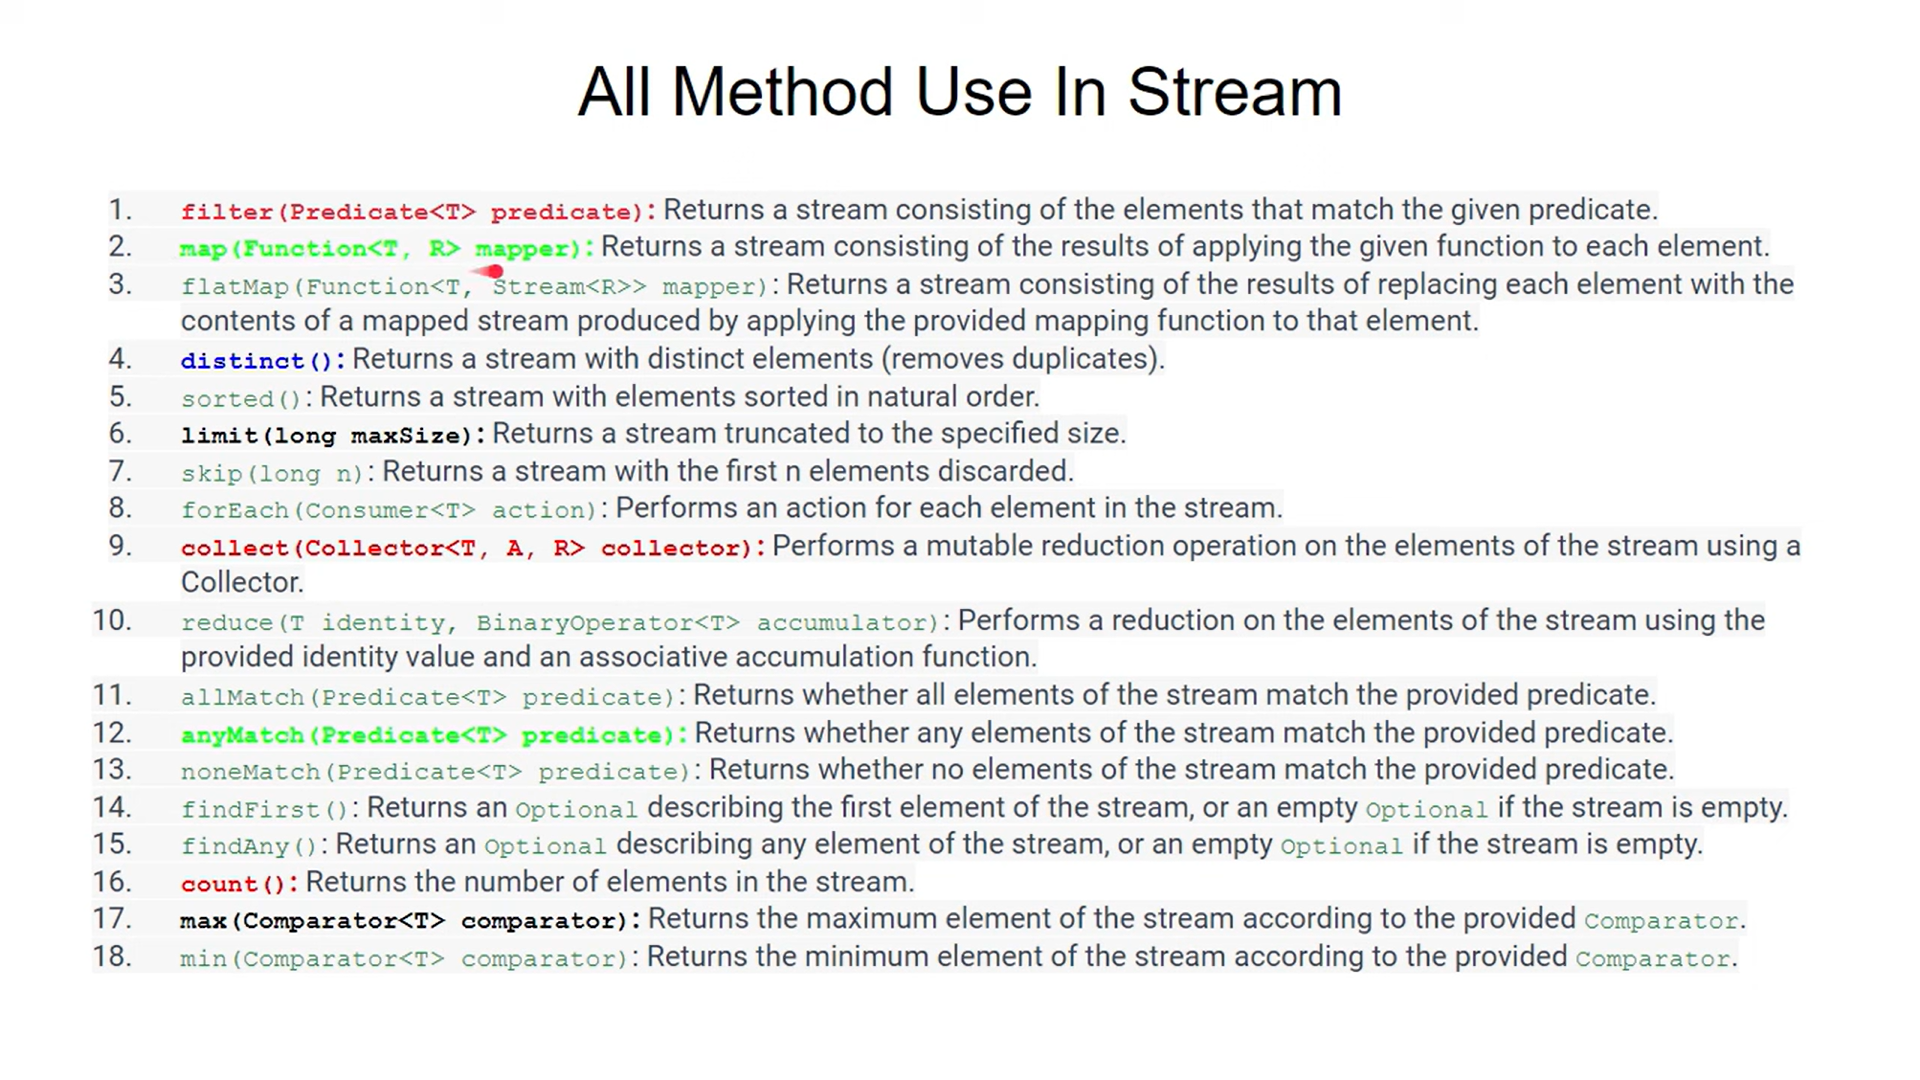 All Method Use In Stream
1. filter(Predicate<T> predicate): Returns a stream consisting of the elements that match the given predicate.
2. map(Function<T, R> mapper): Returns a stream consisting of the results of applying the given function to each element.
3. flatMap(Function<T, Stream<R>> mapper): Returns a stream consisting of the results of replacing each element with the
contents of a mapped stream produced by applying the provided mapping function to that element.
4. distinct(): Returns a stream with distinct elements (removes duplicates).
5. sorted(): Returns a stream with elements sorted in natural order.
6. limit(long maxSize): Returns a stream truncated to the specified size.
7. skip(long n): Returns a stream with the first n elements discarded.
8. forEach(Consumer<T> action): Performs an action for each element in the stream.
9. collect(Collector<T, A, R> collector): Performs a mutable reduction operation on the elements of the stream using a
Collector.
10. reduce(T identity, BinaryOperator<T> accumulator): Performs a reduction on the elements of the stream using the
provided identity value and an associative accumulation function.
11. allMatch(Predicate<T> predicate): Returns whether all elements of the stream match the provided predicate.
12. anyMatch(Predicate<T> predicate): Returns whether any elements of the stream match the provided predicate.
13. noneMatch(Predicate<T> predicate): Returns whether no elements of the stream match the provided predicate.
14. findFirst(): Returns an Optional describing the first element of the stream, or an empty Optional if the stream is empty.
15. findAny(): Returns an Optional describing any element of the stream, or an empty Optional if the stream is empty.
16. count(): Returns the number of elements in the stream.
17. max(Comparator<T> comparator): Returns the maximum element of the stream according to the provided Comparator.
18. min(Comparator<T> comparator): Returns the minimum element of the stream according to the provided Comparator.